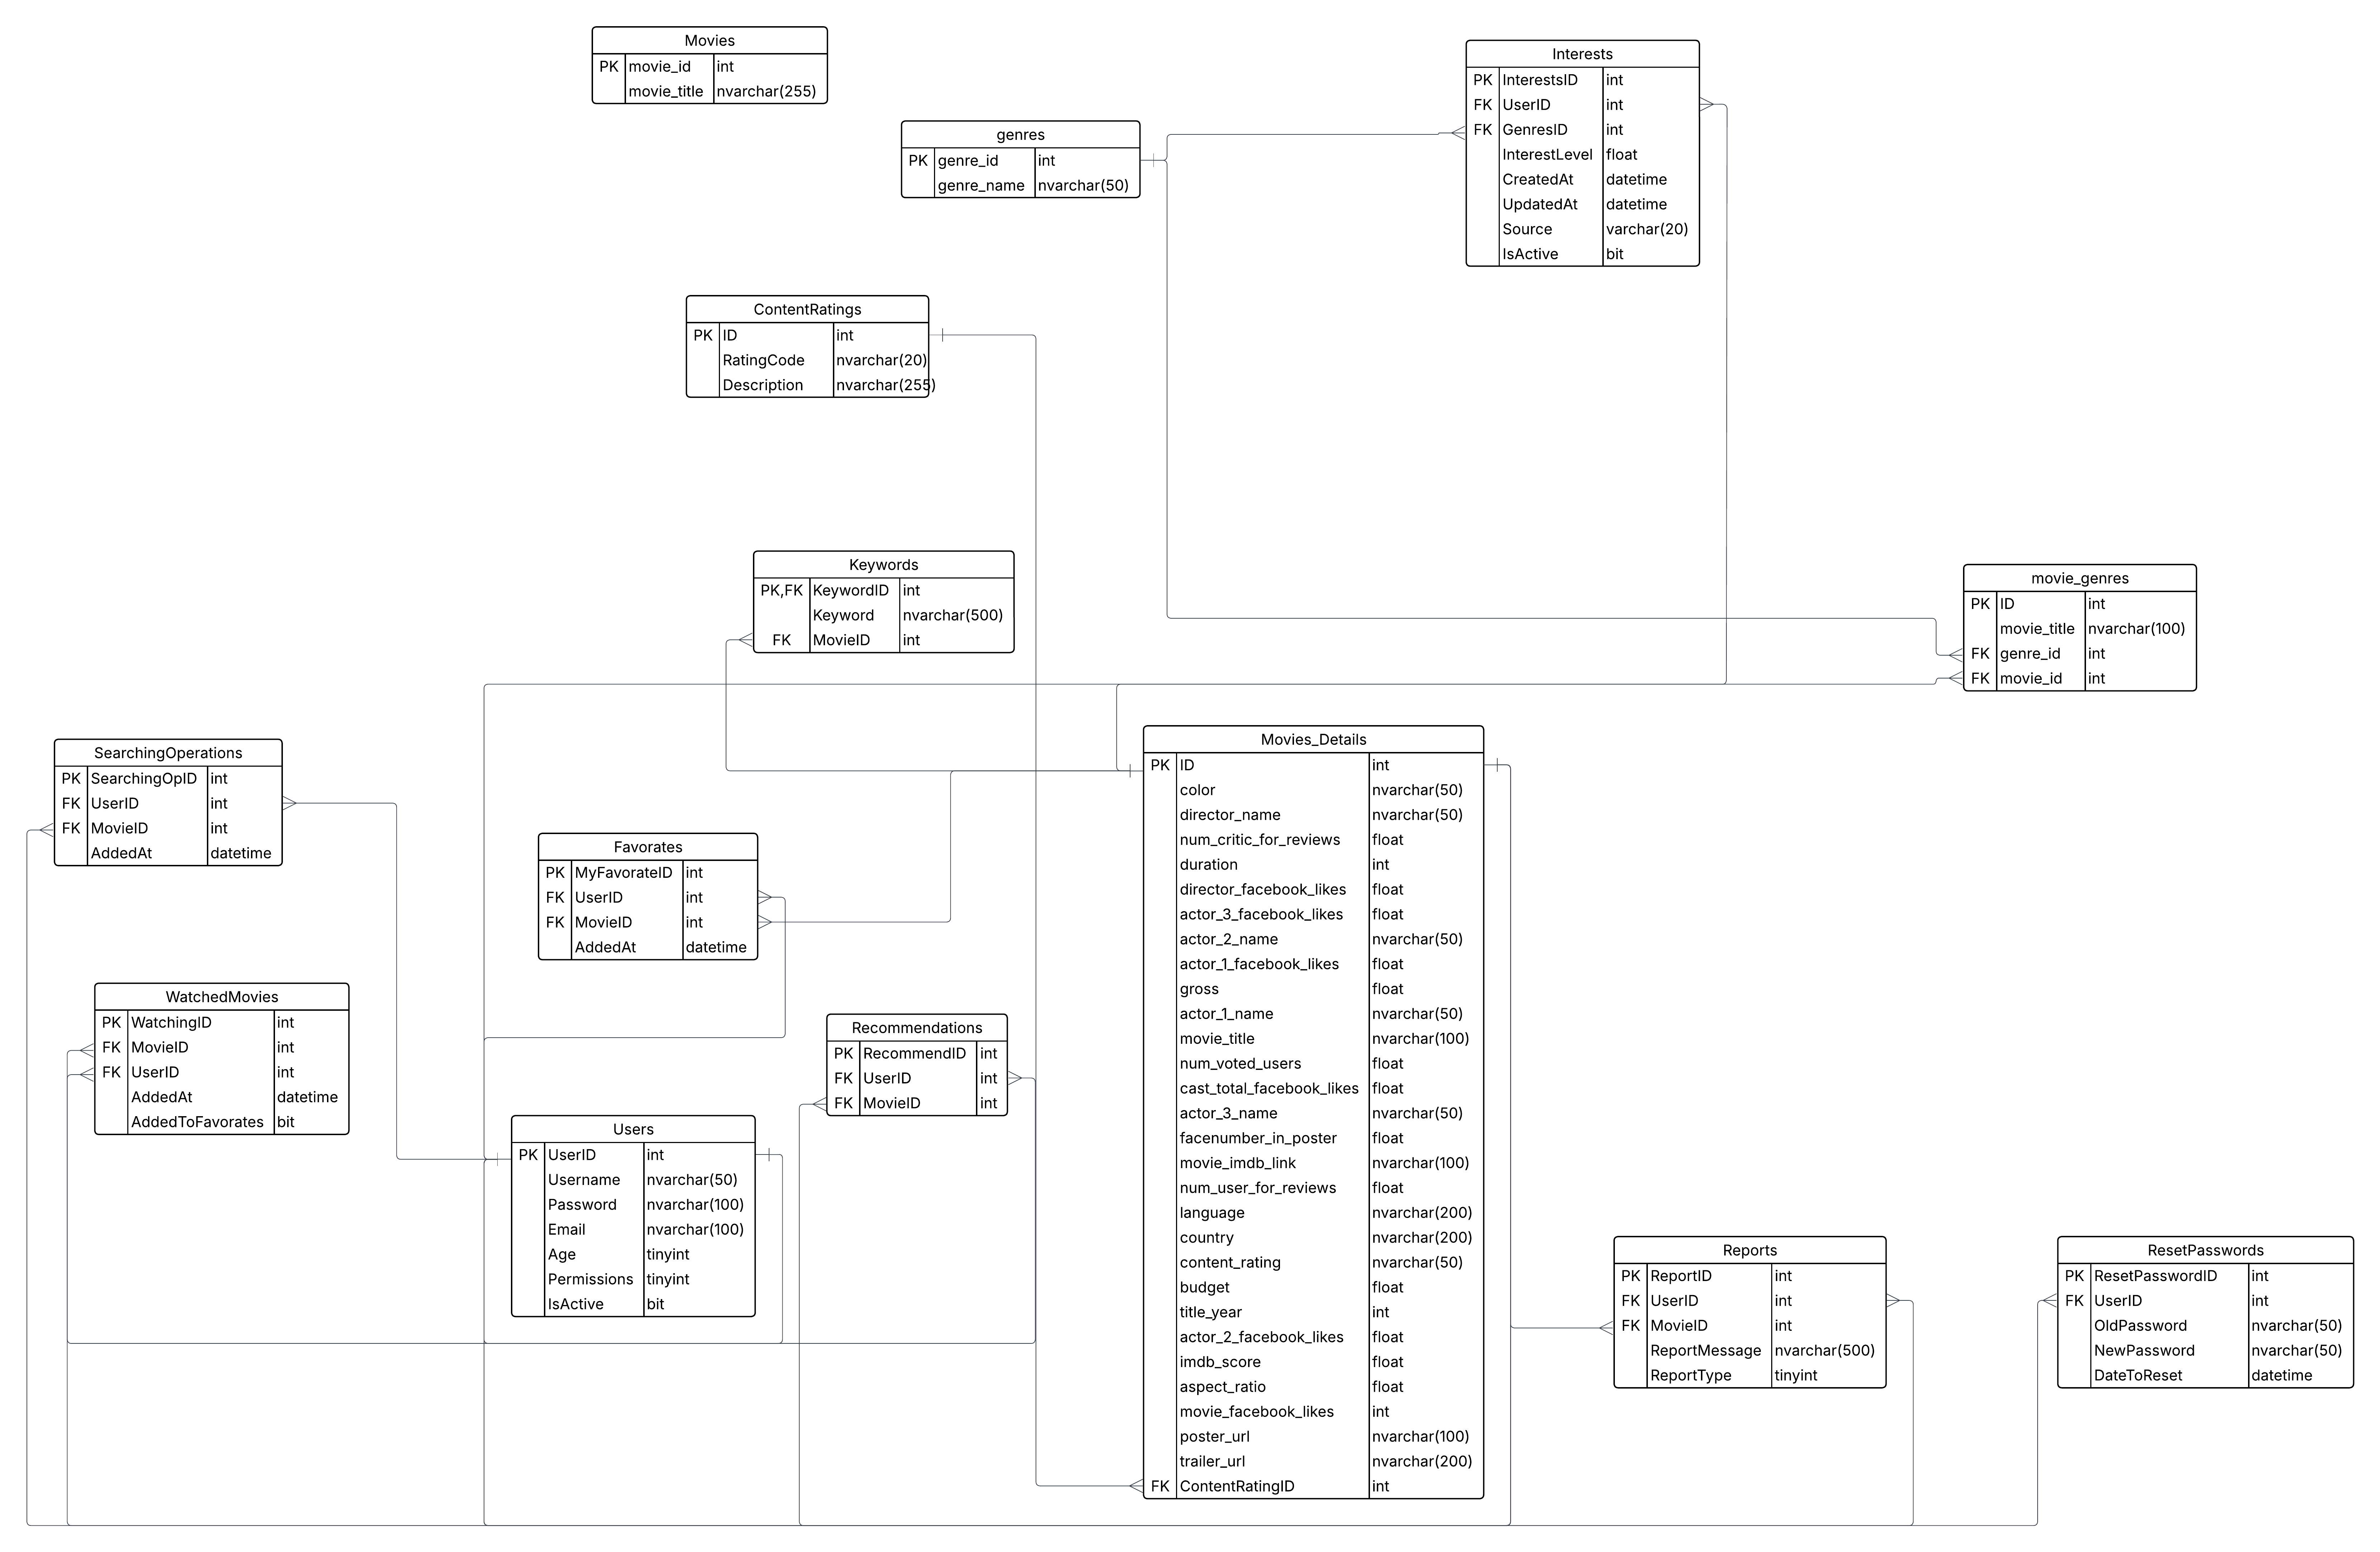 Movies
PK movie_id int
movie_title nvarchar(255)
Interests
PK InterestsID int
FK UserID int
FK GenresID int
InterestLevel float
CreatedAt datetime
UpdatedAt datetime
Source varchar(20)
IsActive bit
genres
PK genre_id int
genre_name nvarchar(50)
ContentRatings
PK ID int
RatingCode nvarchar(20)
Description nvarchar(255)
Keywords
PK,FK KeywordID int
Keyword nvarchar(500)
FK MovieID int
movie_genres
PK ID int
movie_title nvarchar(100)
FK genre_id int
FK movie_id int
SearchingOperations
PK SearchingOpID int
FK UserID int
FK MovieID int
AddedAt datetime
Favorates
PK MyFavorateID int
FK UserID int
FK MovieID int
AddedAt datetime
Movies_Details
PK ID int
color nvarchar(50)
director_name nvarchar(50)
num_critic_for_reviews float
duration int
director_facebook_likes float
actor_3_facebook_likes float
actor_2_name nvarchar(50)
actor_1_facebook_likes float
gross float
actor_1_name nvarchar(50)
movie_title nvarchar(100)
num_voted_users float
cast_total_facebook_likes float
actor_3_name nvarchar(50)
facenumber_in_poster float
movie_imdb_link nvarchar(100)
num_user_for_reviews float
language nvarchar(200)
country nvarchar(200)
content_rating nvarchar(50)
budget float
title_year int
actor_2_facebook_likes float
imdb_score float
aspect_ratio float
movie_facebook_likes int
poster_url nvarchar(100)
trailer_url nvarchar(200)
FK ContentRatingID int
WatchedMovies
PK WatchingID int
FK MovieID int
FK UserID int
AddedAt datetime
AddedToFavorates bit
Recommendations
PK RecommendID int
FK UserID int
FK MovieID int
Users
PK UserID int
Username nvarchar(50)
Password nvarchar(100)
Email nvarchar(100)
Age tinyint
Permissions tinyint
IsActive bit
Reports
PK ReportID int
FK UserID int
FK MovieID int
ReportMessage nvarchar(500)
ReportType tinyint
ResetPasswords
PK ResetPasswordID int
FK UserID int
OldPassword nvarchar(50)
NewPassword nvarchar(50)
DateToReset datetime